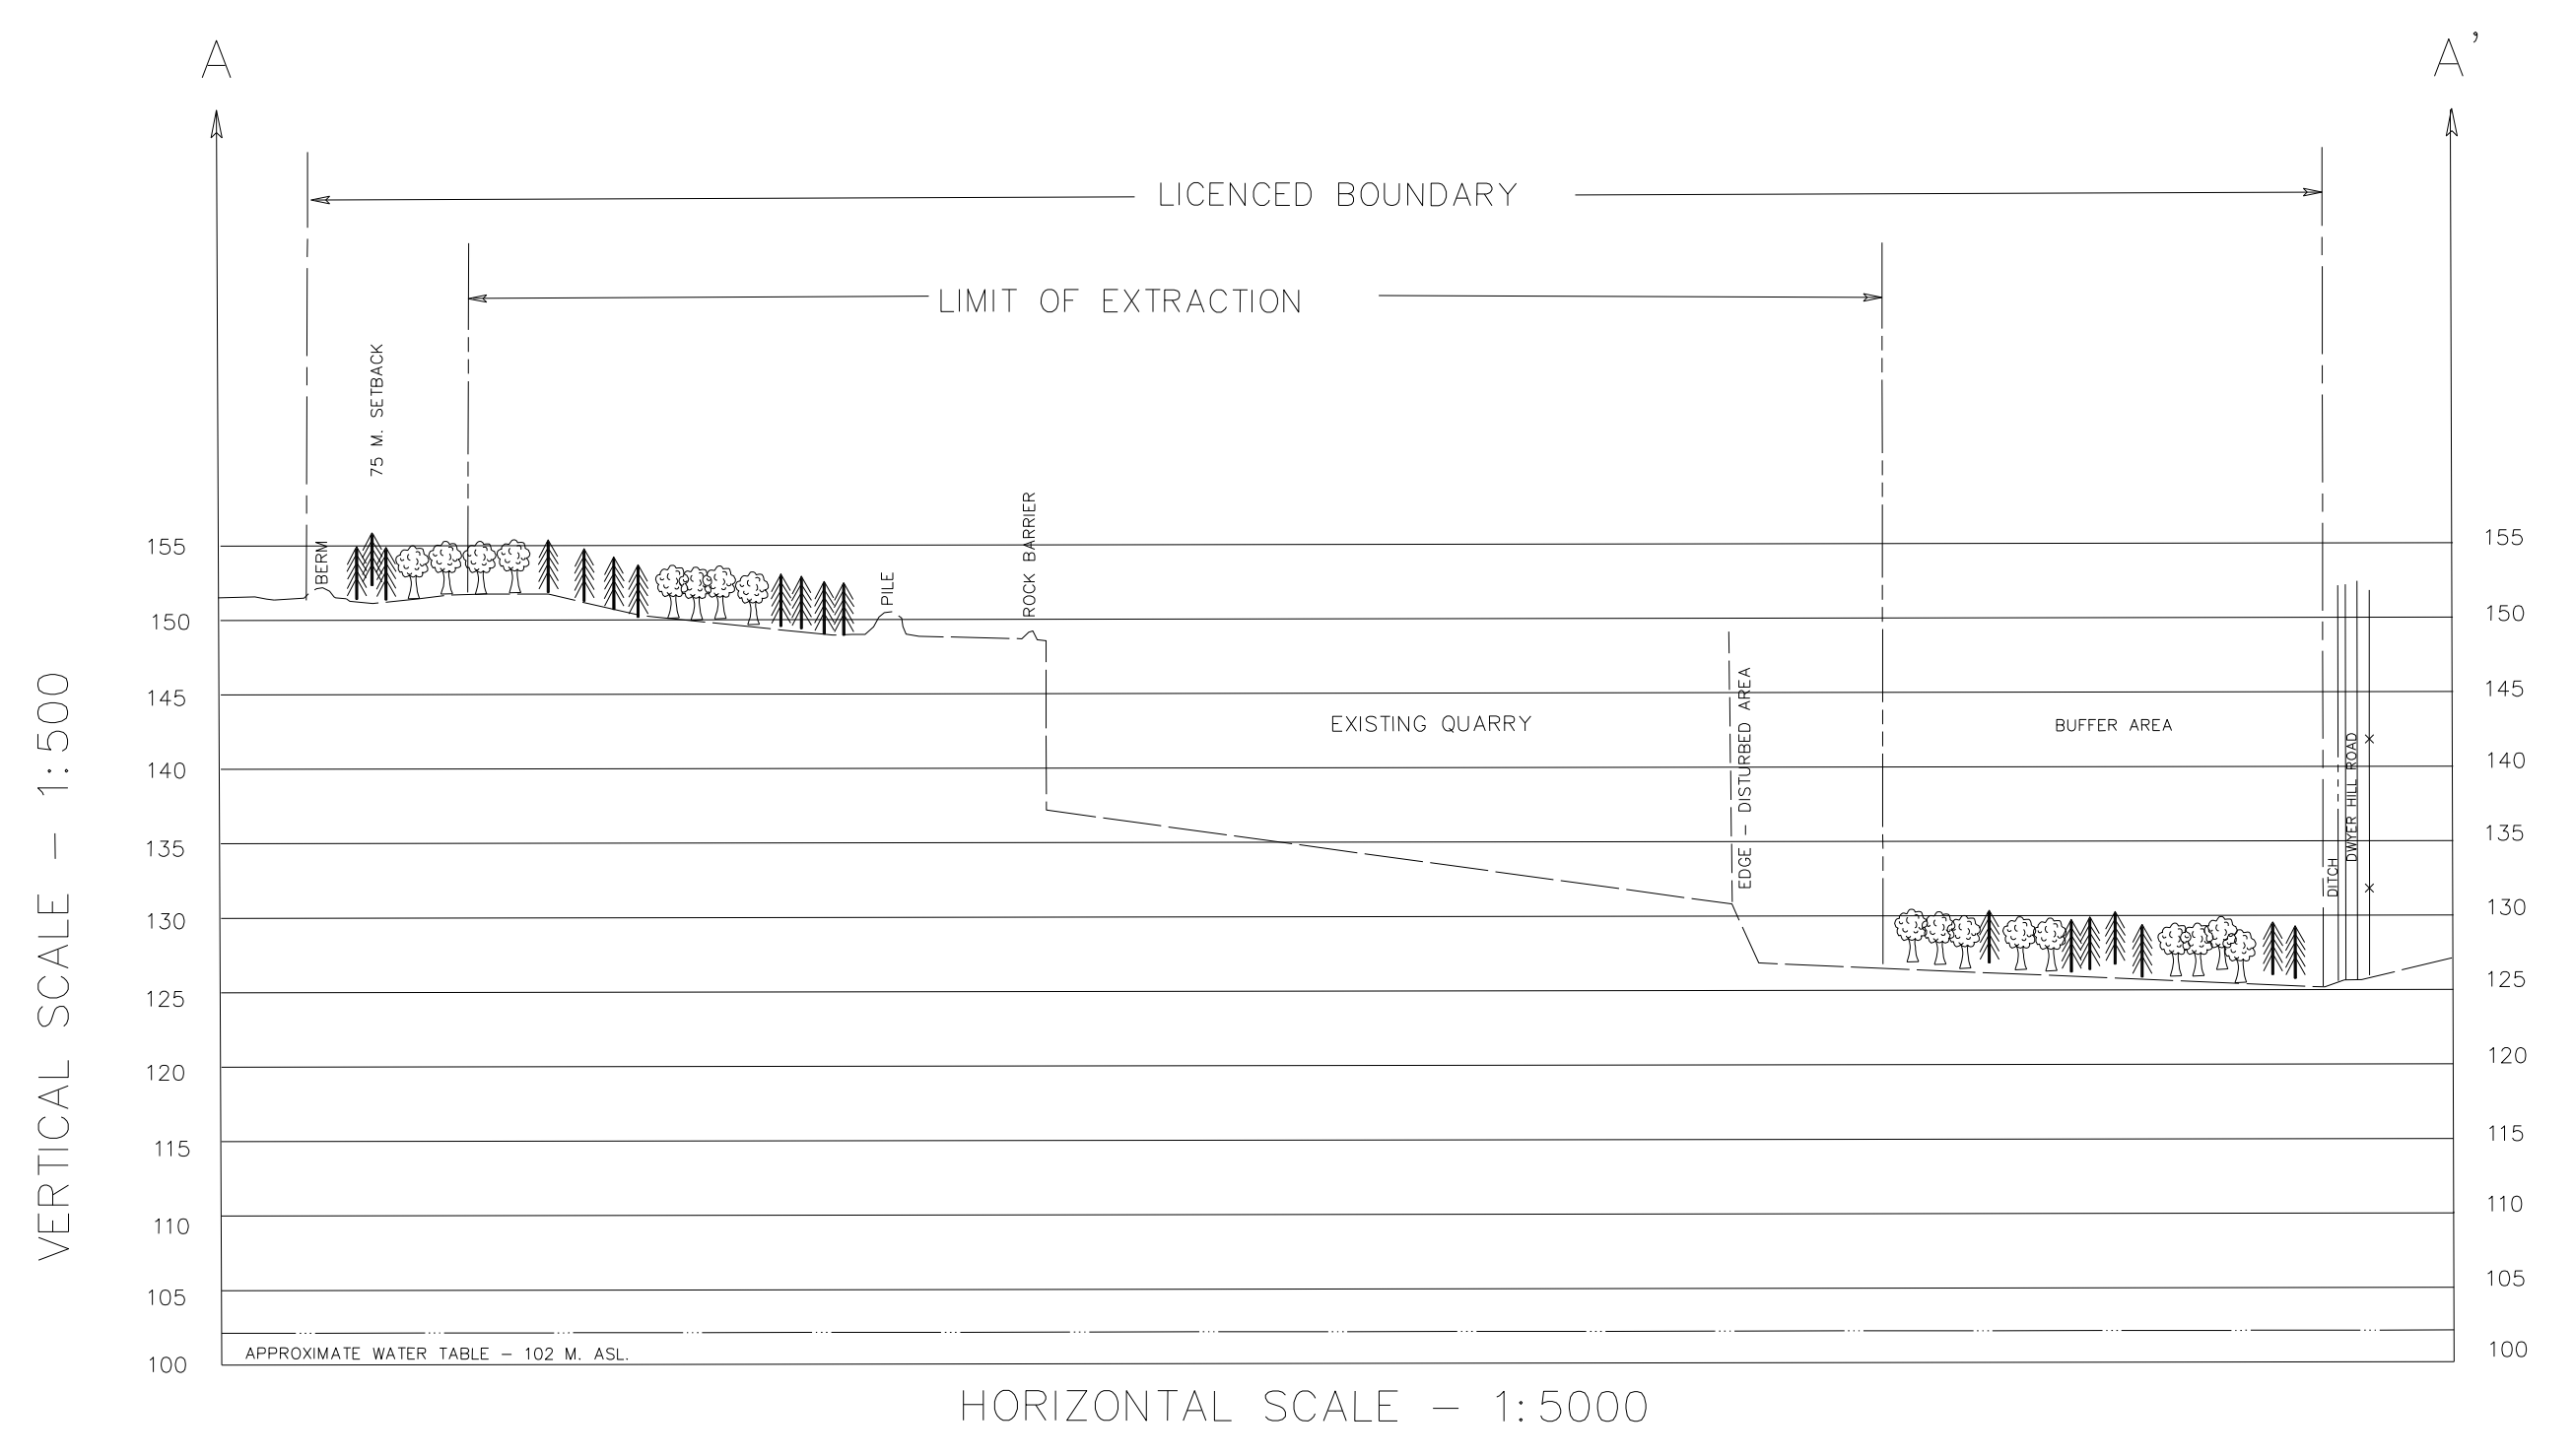 A
A'
LICENCED BOUNDARY
LIMIT OF EXTRACTION
75 M. SETBACK
BERM
PILE
ROCK BARRIER
EXISTING QUARRY
EDGE – DISTURBED AREA
BUFFER AREA
DITCH
DWYER HILL ROAD
155
150
145
140
135
130
125
120
115
110
105
100
155
150
145
140
135
130
125
120
115
110
105
100
VERTICAL SCALE – 1:500
APPROXIMATE WATER TABLE – 102 M. ASL.
HORIZONTAL SCALE – 1:5000